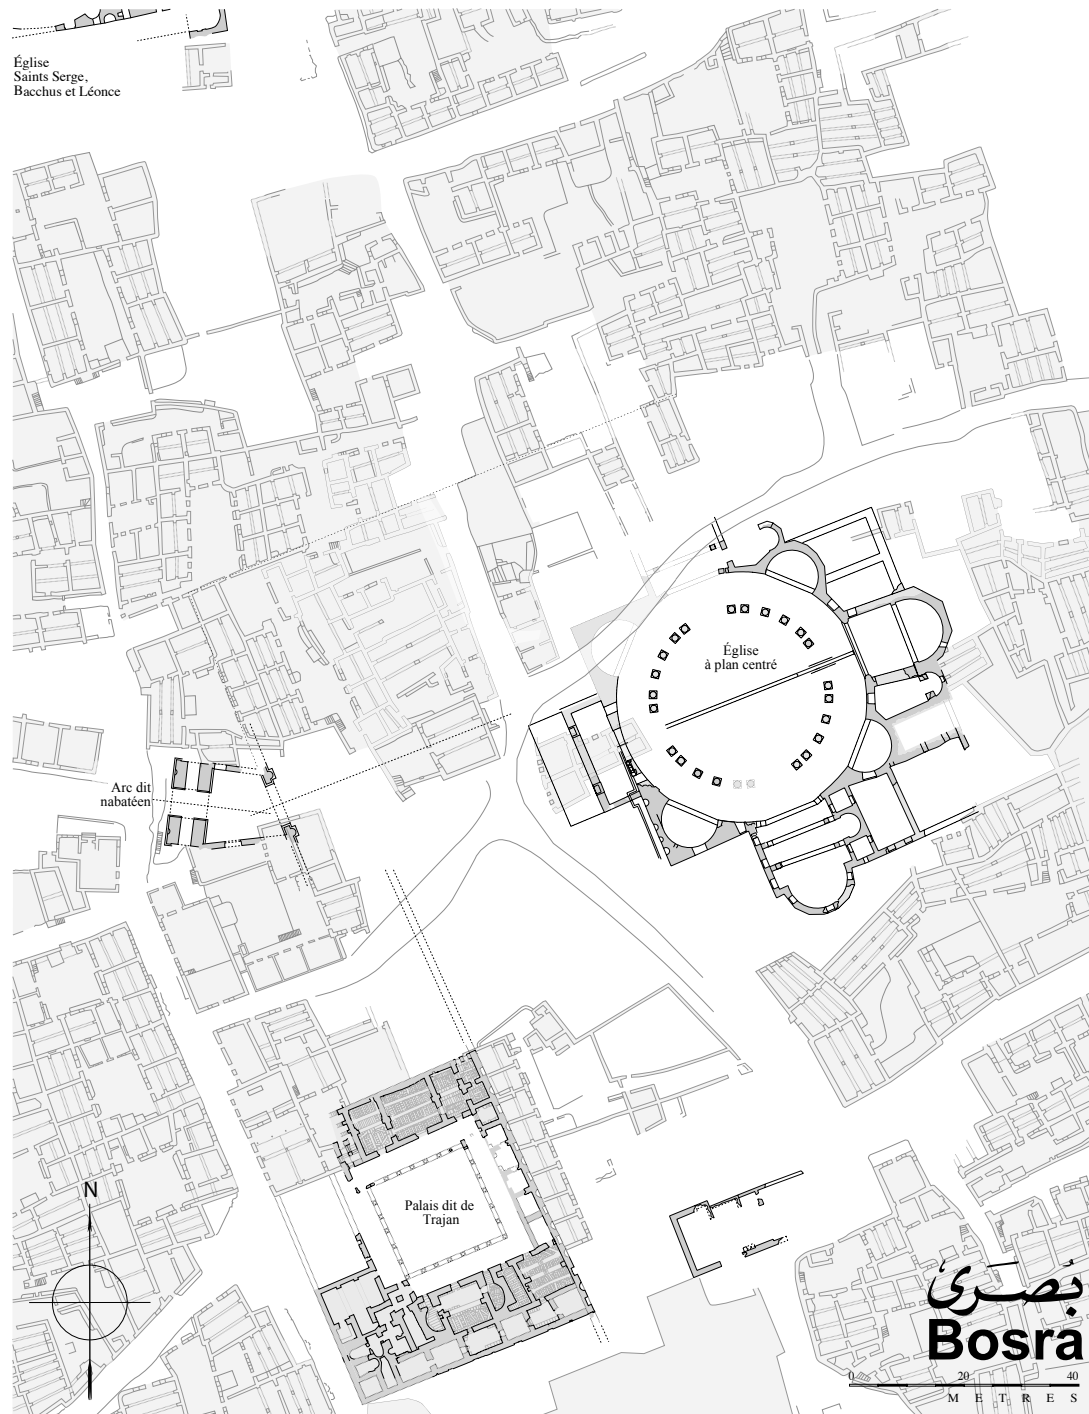 Église
Saints Serge,
Bacchus et Léonce
Église
à plan centré
Arc dit
nabatéen
Palais dit de
Trajan
N
بُصرى
Bosra
0 20 40
METRES